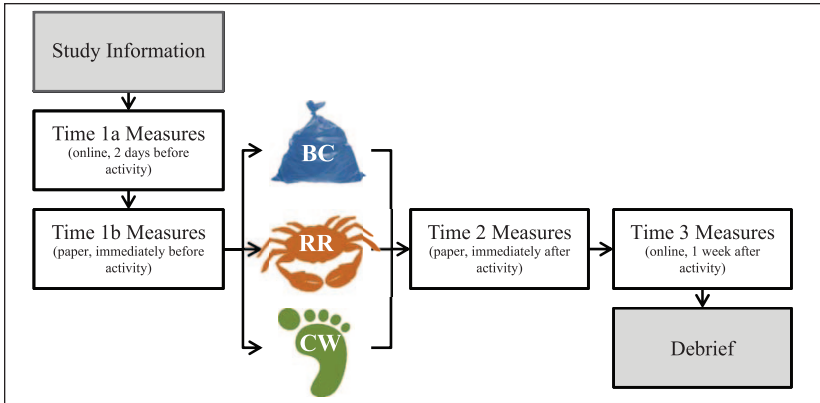 Study Information
Time 1a Measures
(online, 2 days before
activity)
Time 1b Measures
(paper, immediately before
activity)
BC
RR
CW
Time 2 Measures
(paper, immediately after
activity)
Time 3 Measures
(online, 1 week after
activity)
Debrief